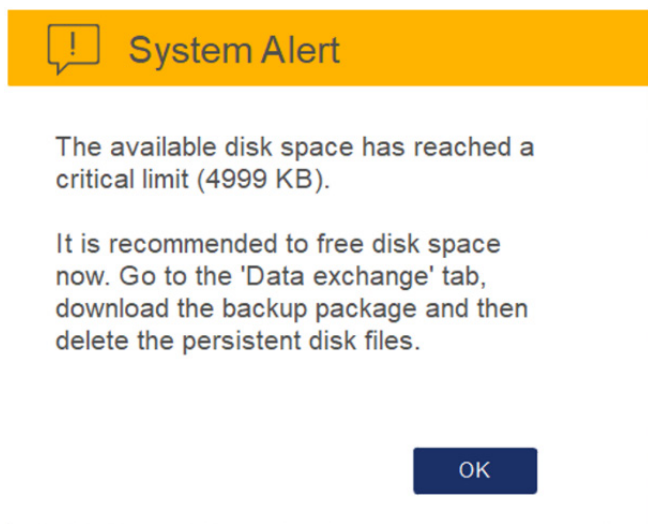 System Alert
The available disk space has reached a
critical limit (4999 KB).
It is recommended to free disk space
now. Go to the 'Data exchange' tab,
download the backup package and then
delete the persistent disk files.
OK